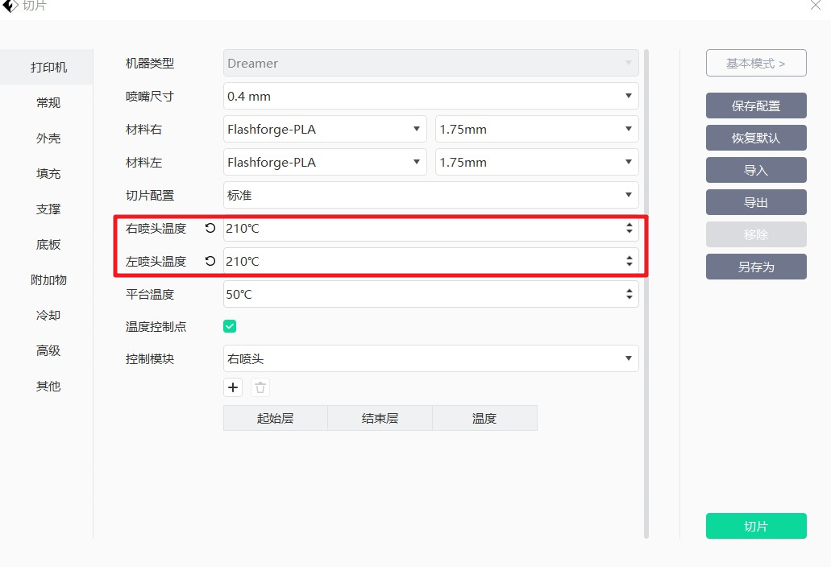 切片
打印机
常规
外壳
填充
支撑
底板
附加物
冷却
高级
其他
机器类型 Dreamer
喷嘴尺寸 0.4 mm
材料右 Flashforge-PLA 1.75mm
材料左 Flashforge-PLA 1.75mm
切片配置 标准
右喷头温度 210℃
左喷头温度 210℃
平台温度 50℃
温度控制点
控制模块 右喷头
起始层 结束层 温度
基本模式 >
保存配置
恢复默认
导入
导出
移除
另存为
切片